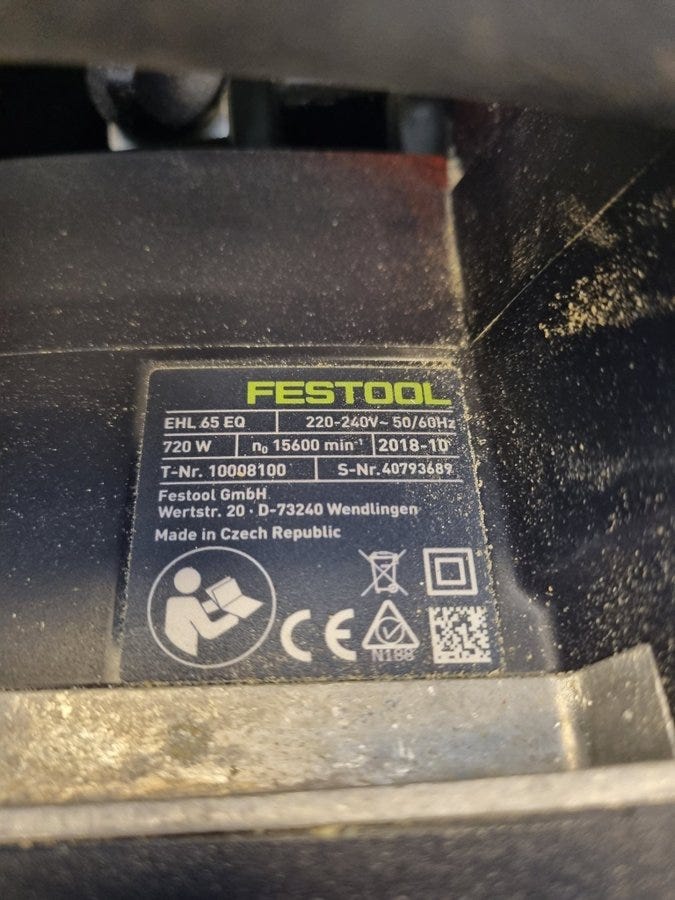 FESTOOL
EHL 65 EQ 220-240V~ 50/60Hz
720 W n₀ 15600 min⁻¹ 2018-10
T-Nr. 10008100 S-Nr. 40793689
Festool GmbH
Wertstr. 20 · D-73240 Wendlingen
Made in Czech Republic
CE
N188